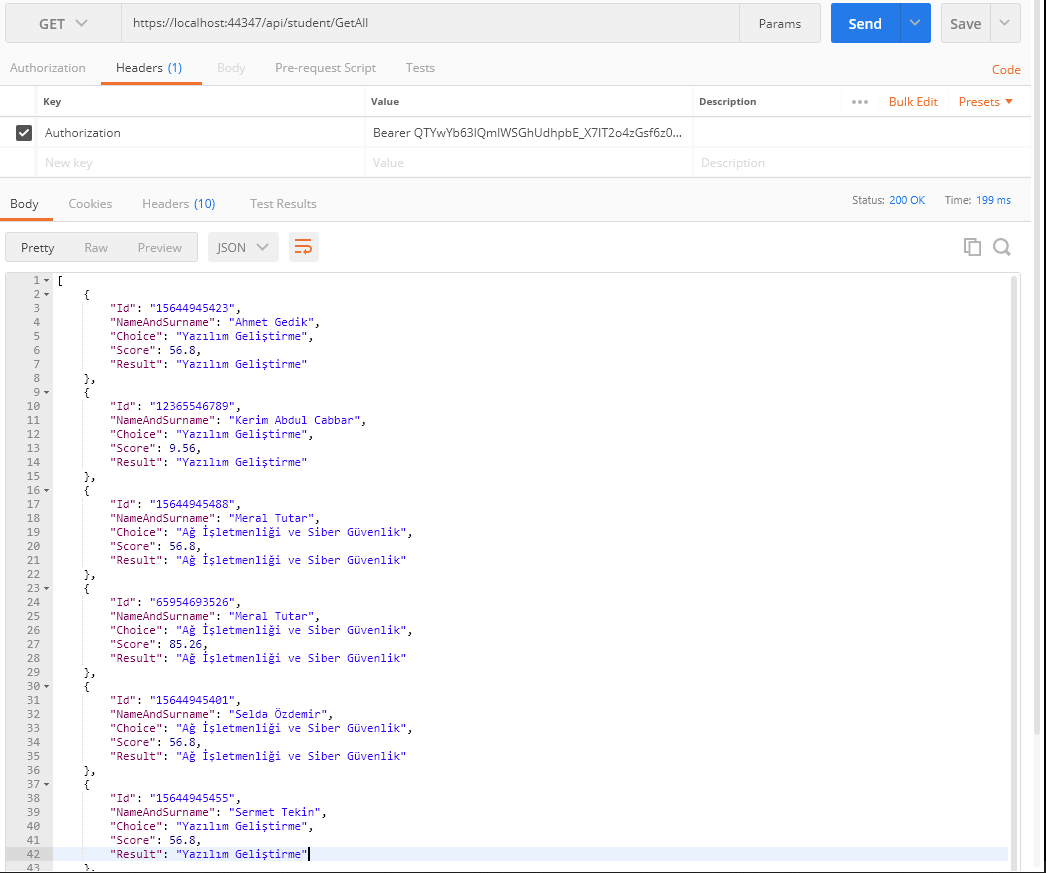 GET https://localhost:44347/api/student/GetAll Params Send Save
Authorization Headers (1) Body Pre-request Script Tests Code
Key Value Description ••• Bulk Edit Presets
Authorization Bearer QTYwYb63lQmlWSGhUdhpbE_X7IT2o4zGsf6z0...
New key Value Description
Body Cookies Headers (10) Test Results Status: 200 OK Time: 199 ms
Pretty Raw Preview JSON
1 [
2 {
3 "Id": "15644945423",
4 "NameAndSurname": "Ahmet Gedik",
5 "Choice": "Yazılım Geliştirme",
6 "Score": 56.8,
7 "Result": "Yazılım Geliştirme"
8 },
9 {
10 "Id": "12365546789",
11 "NameAndSurname": "Kerim Abdul Cabbar",
12 "Choice": "Yazılım Geliştirme",
13 "Score": 9.56,
14 "Result": "Yazılım Geliştirme"
15 },
16 {
17 "Id": "15644945488",
18 "NameAndSurname": "Meral Tutar",
19 "Choice": "Ağ İşletmenliği ve Siber Güvenlik",
20 "Score": 56.8,
21 "Result": "Ağ İşletmenliği ve Siber Güvenlik"
22 },
23 {
24 "Id": "65954693526",
25 "NameAndSurname": "Meral Tutar",
26 "Choice": "Ağ İşletmenliği ve Siber Güvenlik",
27 "Score": 85.26,
28 "Result": "Ağ İşletmenliği ve Siber Güvenlik"
29 },
30 {
31 "Id": "15644945401",
32 "NameAndSurname": "Selda Özdemir",
33 "Choice": "Ağ İşletmenliği ve Siber Güvenlik",
34 "Score": 56.8,
35 "Result": "Ağ İşletmenliği ve Siber Güvenlik"
36 },
37 {
38 "Id": "15644945455",
39 "NameAndSurname": "Sermet Tekin",
40 "Choice": "Yazılım Geliştirme",
41 "Score": 56.8,
42 "Result": "Yazılım Geliştirme"
43 },